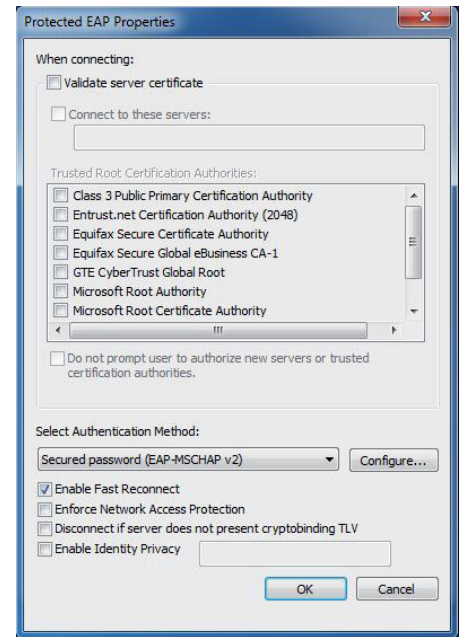 Protected EAP Properties
When connecting:
Validate server certificate
Connect to these servers:
Trusted Root Certification Authorities:
Class 3 Public Primary Certification Authority
Entrust.net Certification Authority (2048)
Equifax Secure Certificate Authority
Equifax Secure Global eBusiness CA-1
GTE CyberTrust Global Root
Microsoft Root Authority
Microsoft Root Certificate Authority
Do not prompt user to authorize new servers or trusted
certification authorities.
Select Authentication Method:
Secured password (EAP-MSCHAP v2) Configure...
Enable Fast Reconnect
Enforce Network Access Protection
Disconnect if server does not present cryptobinding TLV
Enable Identity Privacy
OK Cancel